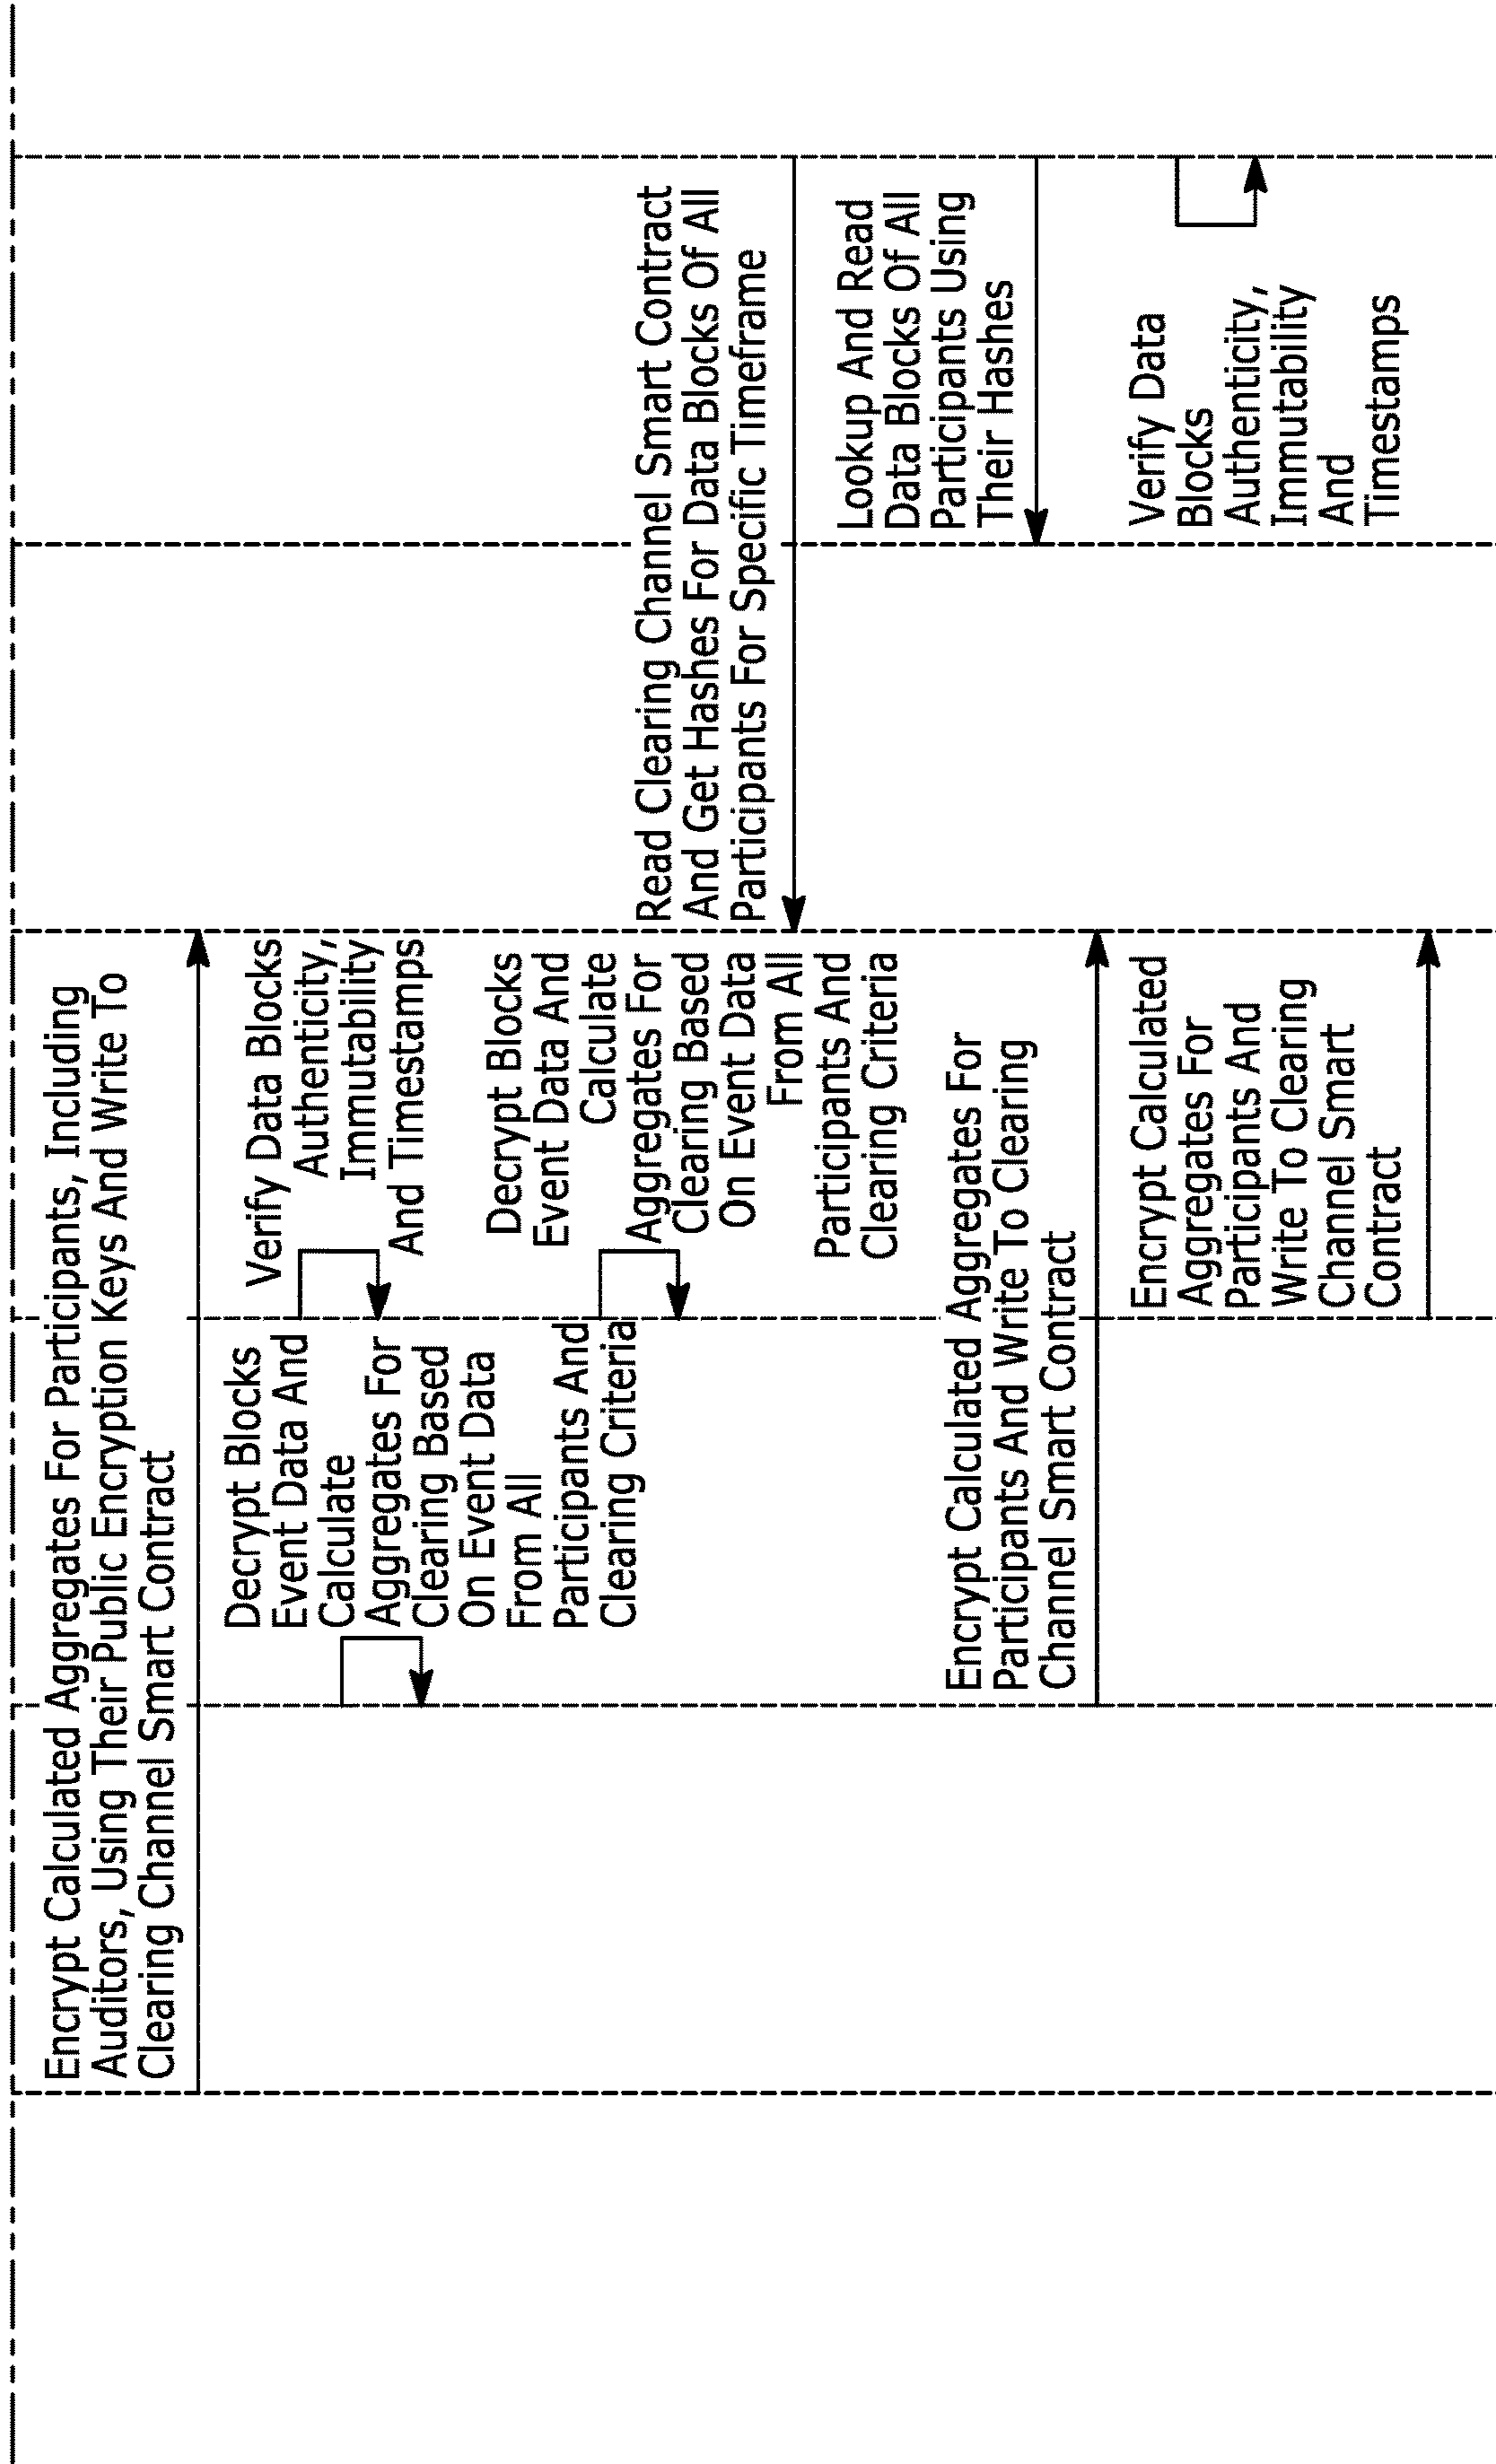 Encrypt Calculated Aggregates For Participants, Including
Auditors, Using Their Public Encryption Keys And Write To
Clearing Channel Smart Contract
Decrypt Blocks
Event Data And
Calculate
Aggregates For
Clearing Based
On Event Data
From All
Participants And
Clearing Criteria
Verify Data Blocks
Authenticity,
Immutability
And Timestamps
Decrypt Blocks
Event Data And
Calculate
Aggregates For
Clearing Based
On Event Data
From All
Participants And
Clearing Criteria
Read Clearing Channel Smart Contract
And Get Hashes For Data Blocks Of All
Participants For Specific Timeframe
Lookup And Read
Data Blocks Of All
Participants Using
Their Hashes
Encrypt Calculated Aggregates For
Participants And Write To Clearing
Channel Smart Contract
Encrypt Calculated
Aggregates For
Participants And
Write To Clearing
Channel Smart
Contract
Verify Data
Blocks
Authenticity,
Immutability
And
Timestamps